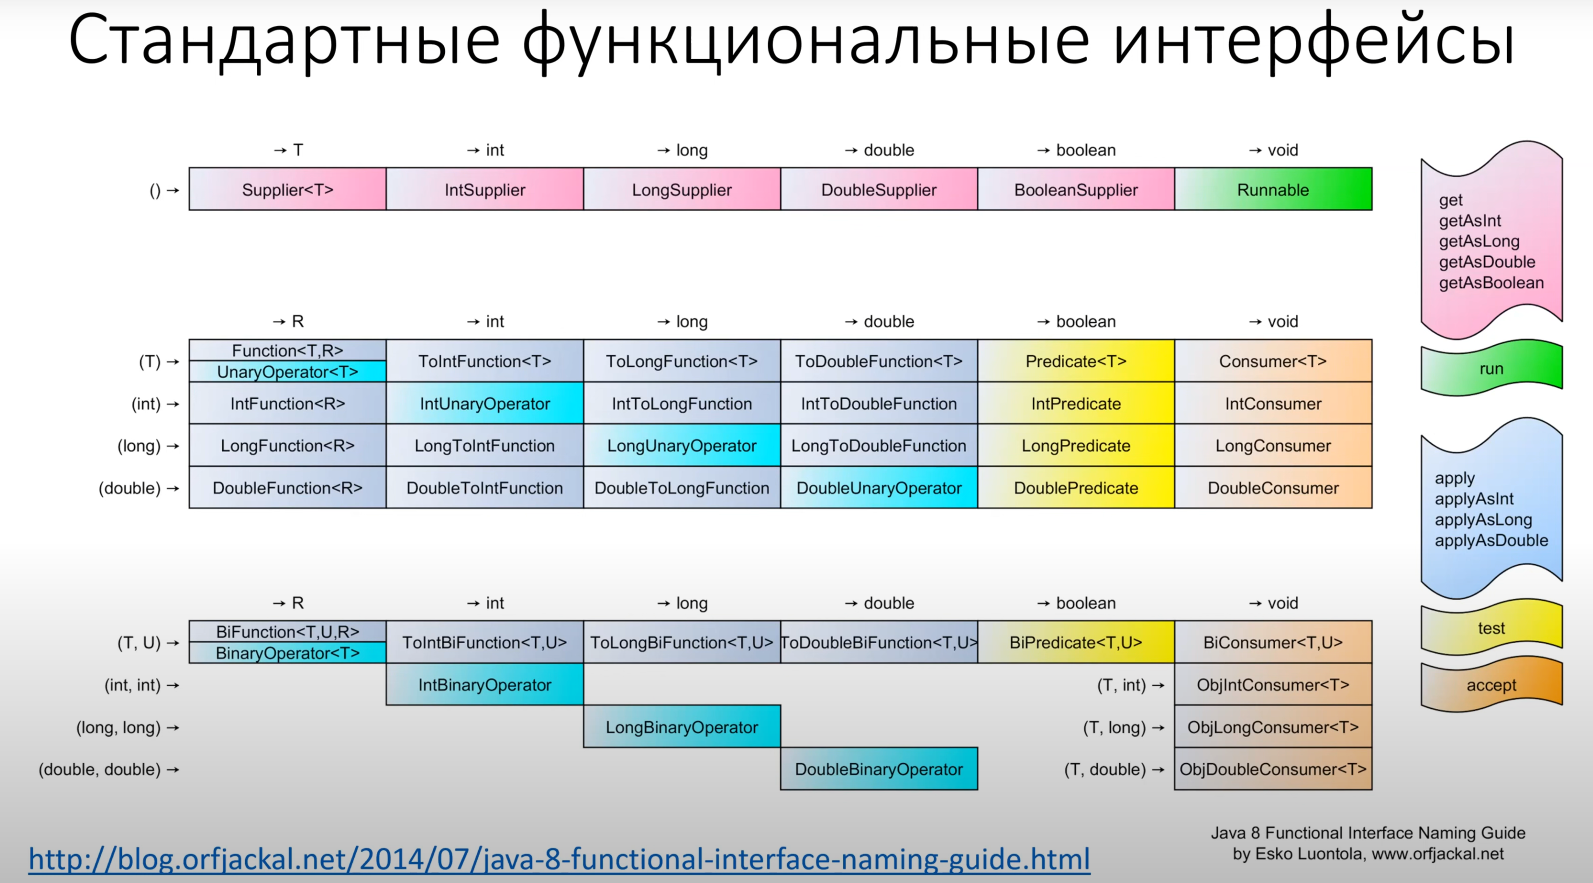 Стандартные функциональные интерфейсы
→ T → int → long → double → boolean → void
() → Supplier<T> IntSupplier LongSupplier DoubleSupplier BooleanSupplier Runnable
→ R → int → long → double → boolean → void
(T) → Function<T,R> UnaryOperator<T> ToIntFunction<T> ToLongFunction<T> ToDoubleFunction<T> Predicate<T> Consumer<T>
(int) → IntFunction<R> IntUnaryOperator IntToLongFunction IntToDoubleFunction IntPredicate IntConsumer
(long) → LongFunction<R> LongToIntFunction LongUnaryOperator LongToDoubleFunction LongPredicate LongConsumer
(double) → DoubleFunction<R> DoubleToIntFunction DoubleToLongFunction DoubleUnaryOperator DoublePredicate DoubleConsumer
→ R → int → long → double → boolean → void
(T, U) → BiFunction<T,U,R> BinaryOperator<T> ToIntBiFunction<T,U> ToLongBiFunction<T,U> ToDoubleBiFunction<T,U> BiPredicate<T,U> BiConsumer<T,U>
(int, int) → IntBinaryOperator (T, int) → ObjIntConsumer<T>
(long, long) → LongBinaryOperator (T, long) → ObjLongConsumer<T>
(double, double) → DoubleBinaryOperator (T, double) → ObjDoubleConsumer<T>
get
getAsInt
getAsLong
getAsDouble
getAsBoolean
run
apply
applyAsInt
applyAsLong
applyAsDouble
test
accept
http://blog.orfjackal.net/2014/07/java-8-functional-interface-naming-guide.html
Java 8 Functional Interface Naming Guide
by Esko Luontola, www.orfjackal.net